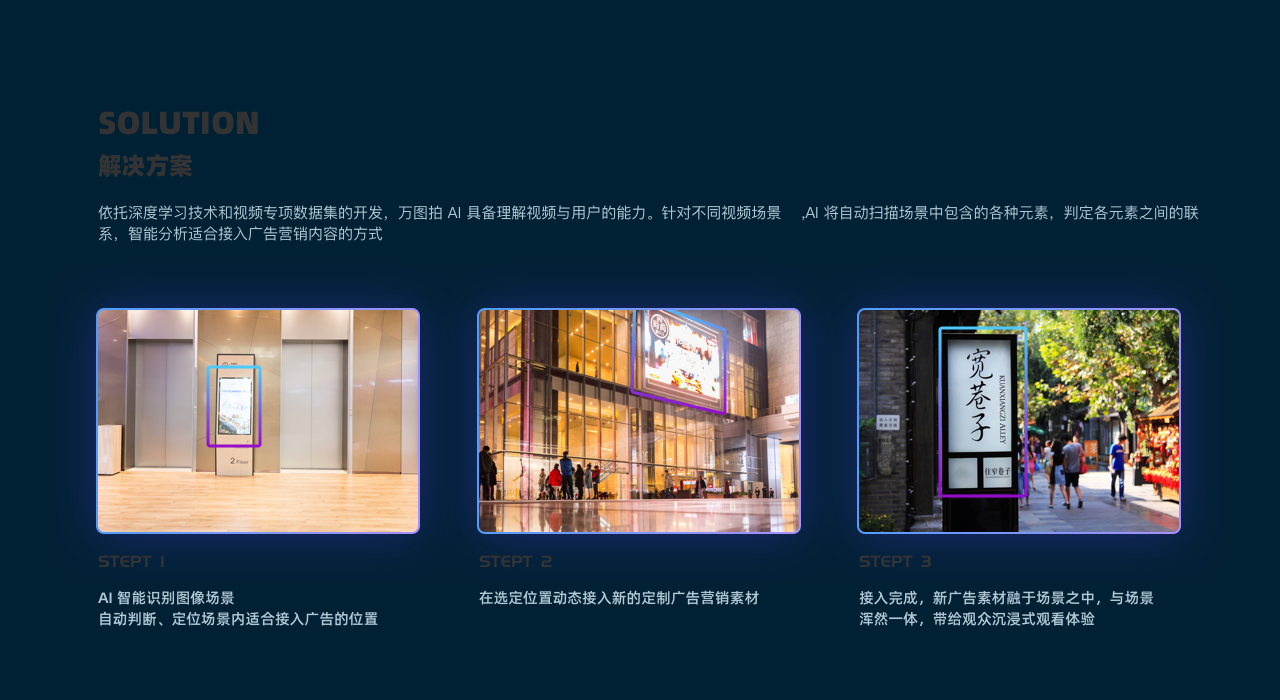 SOLUTION
解决方案
依托深度学习技术和视频专项数据集的开发，万图拍 AI 具备理解视频与用户的能力。针对不同视频场景 ,AI 将自动扫描场景中包含的各种元素，判定各元素之间的联
系，智能分析适合接入广告营销内容的方式
2 Floor
宽巷子
KUANXIANGZI ALLEY
往窄巷子
STEPT 1
STEPT 2
STEPT 3
AI 智能识别图像场景
自动判断、定位场景内适合接入广告的位置
在选定位置动态接入新的定制广告营销素材
接入完成，新广告素材融于场景之中，与场景
浑然一体，带给观众沉浸式观看体验